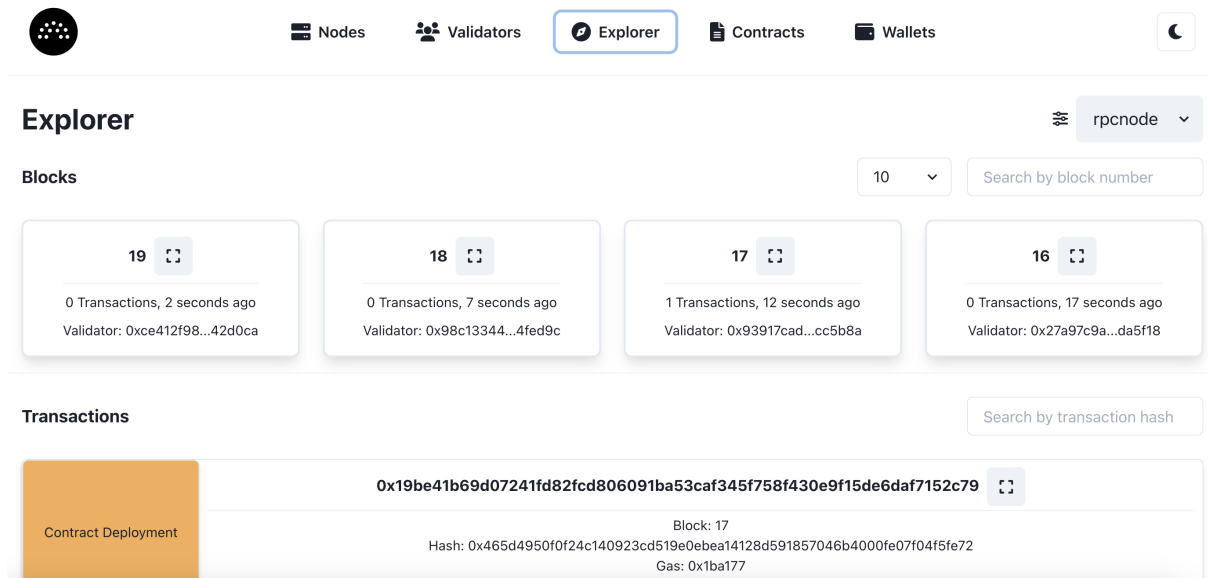 Nodes
Validators
Explorer
Contracts
Wallets
Explorer
rpcnode
Blocks
10
Search by block number
19
0 Transactions, 2 seconds ago
Validator: 0xce412f98...42d0ca
18
0 Transactions, 7 seconds ago
Validator: 0x98c13344...4fed9c
17
1 Transactions, 12 seconds ago
Validator: 0x93917cad...cc5b8a
16
0 Transactions, 17 seconds ago
Validator: 0x27a97c9a...da5f18
Transactions
Search by transaction hash
Contract Deployment
0x19be41b69d07241fd82fcd806091ba53caf345f758f430e9f15de6daf7152c79
Block: 17
Hash: 0x465d4950f0f24c140923cd519e0ebea14128d591857046b4000fe07f04f5fe72
Gas: 0x1ba177